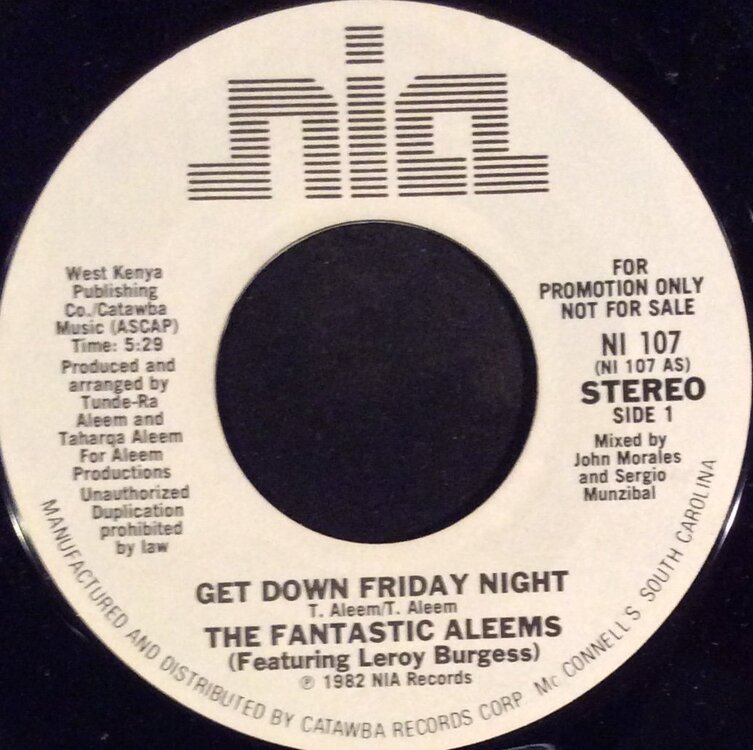 nia
West Kenya
Publishing
Co./Catawba
Music (ASCAP)
Time: 5:29
Produced and
arranged by
Tunde-Ra
Aleem and
Taharqa Aleem
For Aleem
Productions
Unauthorized
Duplication
prohibited
by law
FOR
PROMOTION ONLY
NOT FOR SALE
NI 107
(NI 107 AS)
STEREO
SIDE 1
Mixed by
John Morales
and Sergio
Munzibal
GET DOWN FRIDAY NIGHT
T. Aleem/T. Aleem
THE FANTASTIC ALEEMS
(Featuring Leroy Burgess)
℗ 1982 NIA Records
MANUFACTURED AND DISTRIBUTED BY CATAWBA RECORDS CORP Mc CONNELL'S SOUTH CAROLINA